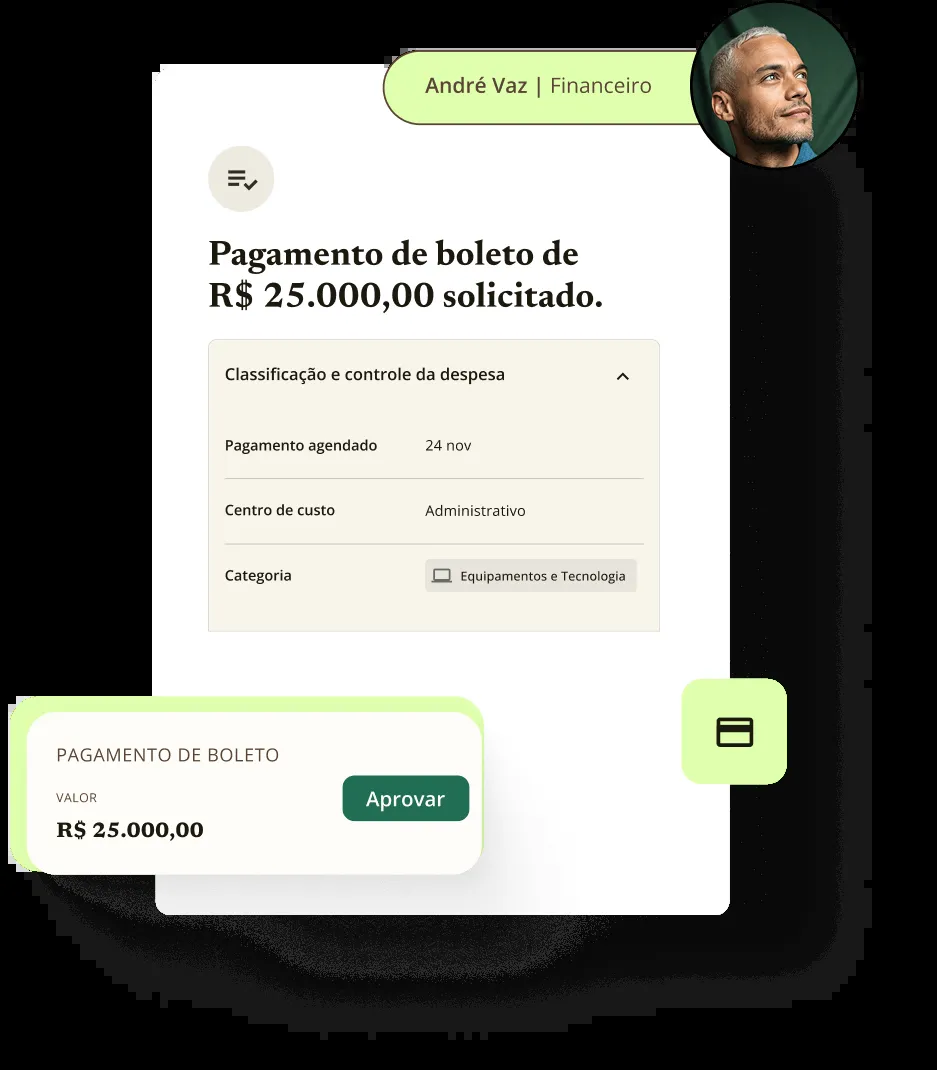 André Vaz | Financeiro
Pagamento de boleto de
R$ 25.000,00 solicitado.
Classificação e controle da despesa
Pagamento agendado 24 nov
Centro de custo Administrativo
Categoria Equipamentos e Tecnologia
PAGAMENTO DE BOLETO
VALOR
R$ 25.000,00
Aprovar